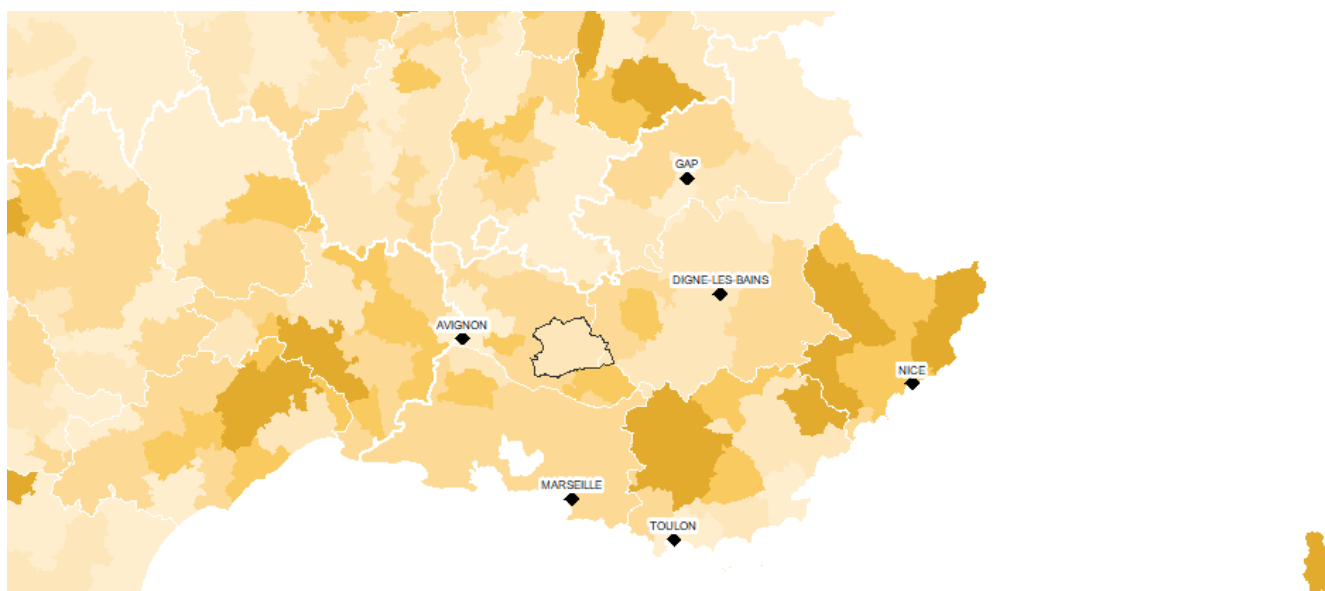 GAP
DIGNE-LES-BAINS
AVIGNON
NICE
MARSEILLE
TOULON